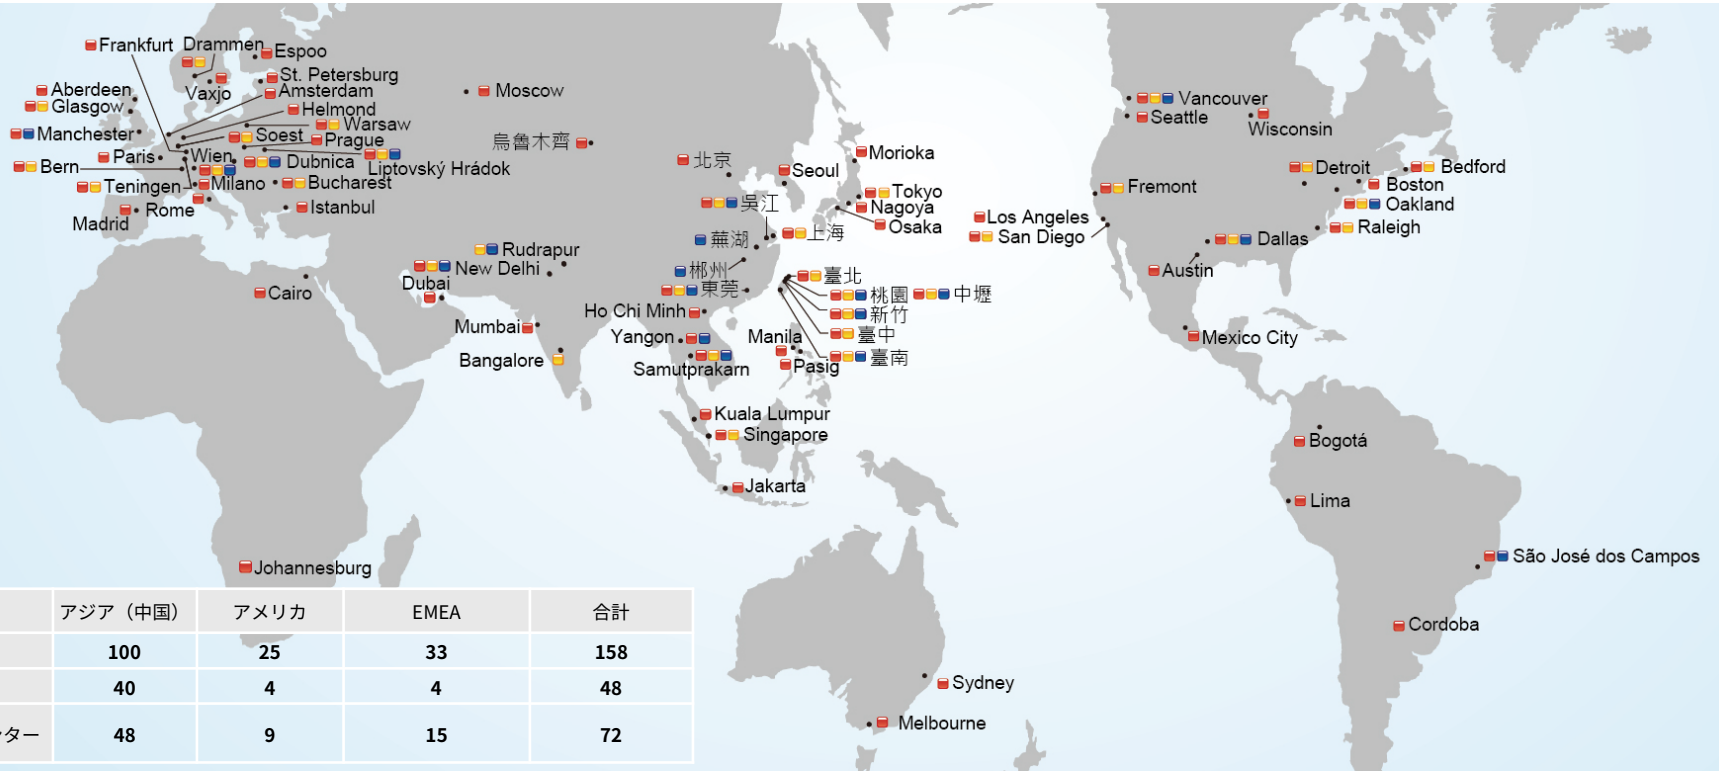 Frankfurt
Drammen
Espoo
St. Petersburg
Vaxjo
Amsterdam
Aberdeen
Glasgow
Helmond
Manchester
Warsaw
Soest
Prague
Paris
Wien
Dubnica
Liptovský Hrádok
Bern
Teningen
Milano
Bucharest
Madrid
Rome
Istanbul
Moscow
烏魯木齊
北京
Seoul
Morioka
Tokyo
Nagoya
Osaka
吳江
上海
蕪湖
郴州
東莞
臺北
桃園
中壢
新竹
臺中
臺南
Rudrapur
New Delhi
Dubai
Cairo
Mumbai
Bangalore
Ho Chi Minh
Yangon
Samutprakarn
Manila
Pasig
Kuala Lumpur
Singapore
Jakarta
Johannesburg
Sydney
Melbourne
Vancouver
Seattle
Wisconsin
Detroit
Bedford
Boston
Oakland
Raleigh
Fremont
Los Angeles
San Diego
Dallas
Austin
Mexico City
Bogotá
Lima
São José dos Campos
Cordoba
アジア（中国） アメリカ EMEA 合計
100 25 33 158
40 4 4 48
ター 48 9 15 72